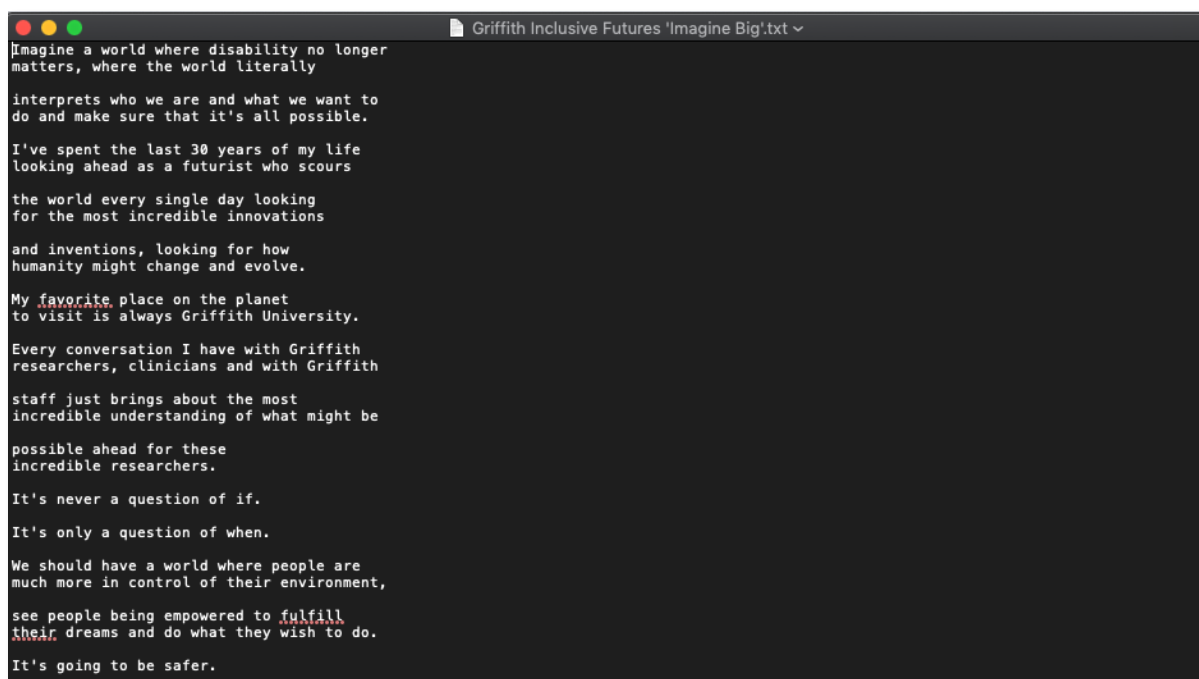 Griffith Inclusive Futures 'Imagine Big'.txt
Imagine a world where disability no longer
matters, where the world literally
interprets who we are and what we want to
do and make sure that it's all possible.
I've spent the last 30 years of my life
looking ahead as a futurist who scours
the world every single day looking
for the most incredible innovations
and inventions, looking for how
humanity might change and evolve.
My favorite place on the planet
to visit is always Griffith University.
Every conversation I have with Griffith
researchers, clinicians and with Griffith
staff just brings about the most
incredible understanding of what might be
possible ahead for these
incredible researchers.
It's never a question of if.
It's only a question of when.
We should have a world where people are
much more in control of their environment,
see people being empowered to fulfill
their dreams and do what they wish to do.
It's going to be safer.